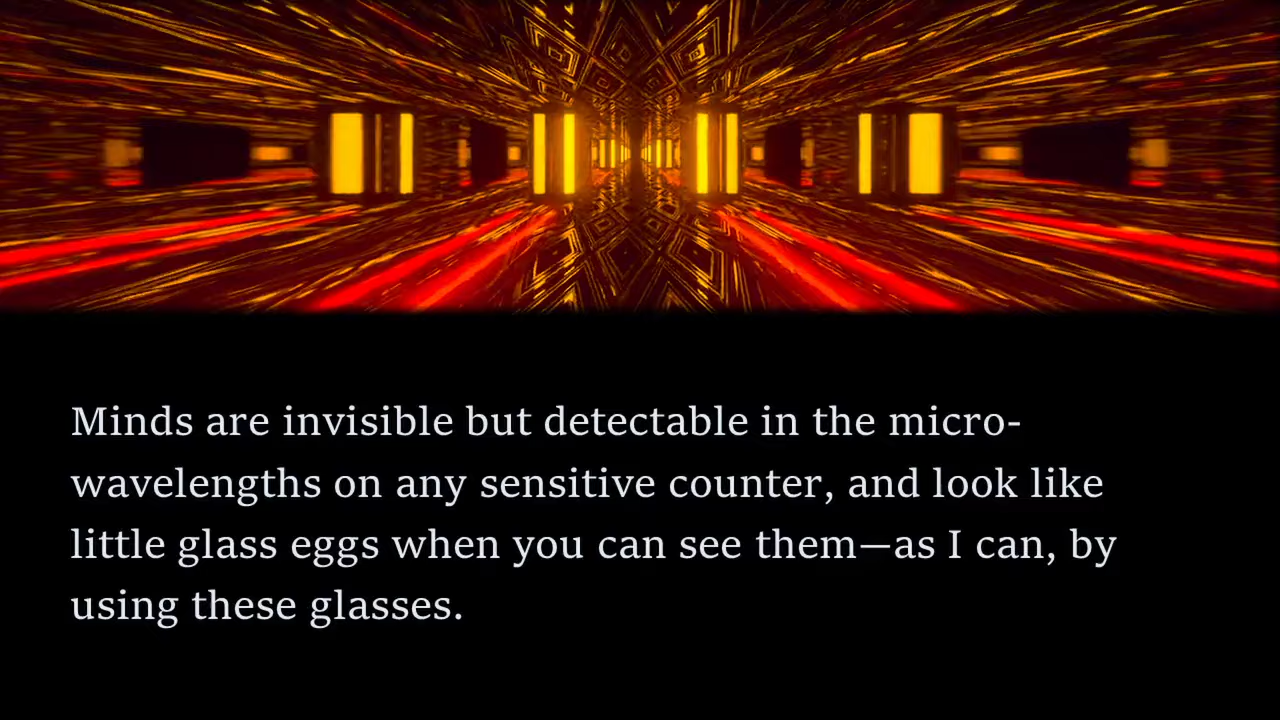 Minds are invisible but detectable in the micro-
wavelengths on any sensitive counter, and look like
little glass eggs when you can see them—as I can, by
using these glasses.